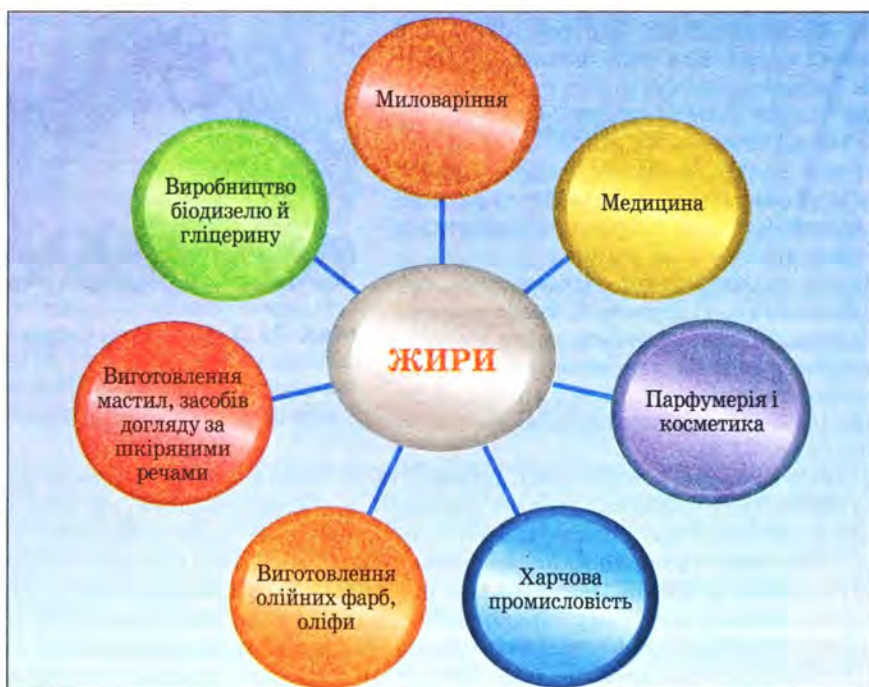 Миловаріння
Виробництво
біодизелю й
гліцерину
Медицина
ЖИРИ
Виготовлення
мастил, засобів
догляду за
шкіряними
речами
Парфумерія і
косметика
Виготовлення
олійних фарб,
оліфи
Харчова
промисловість